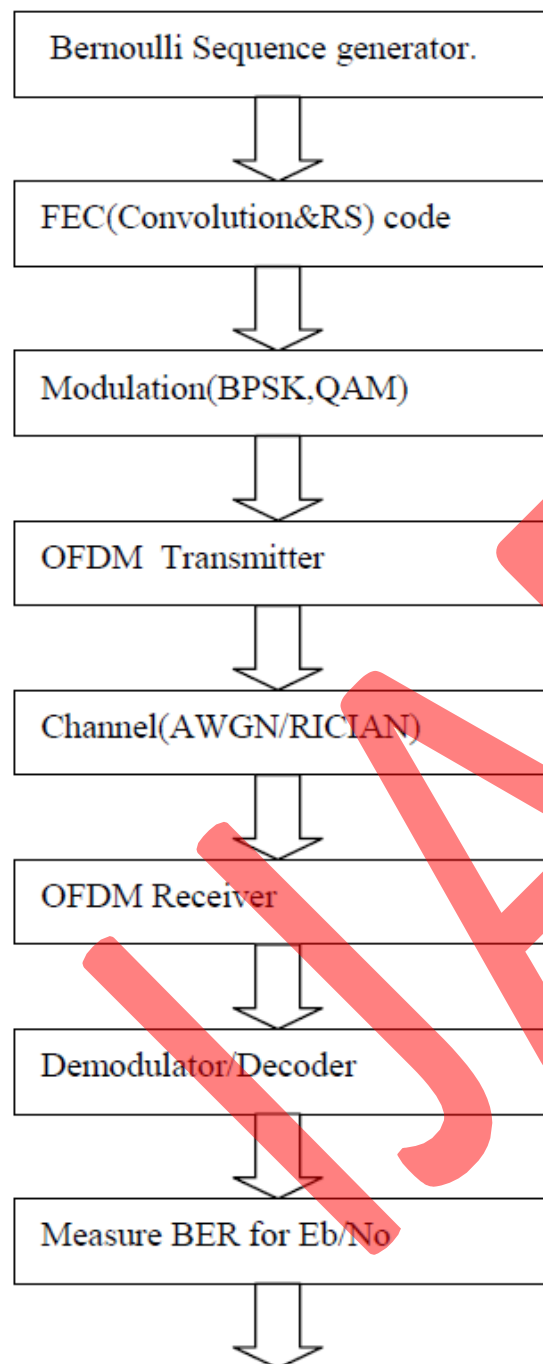 Bernoulli Sequence generator.
FEC(Convolution&RS) code
Modulation(BPSK,QAM)
OFDM  Transmitter
Channel(AWGN/RICIAN)
OFDM Receiver
Demodulator/Decoder
Measure BER for Eb/No
IJA